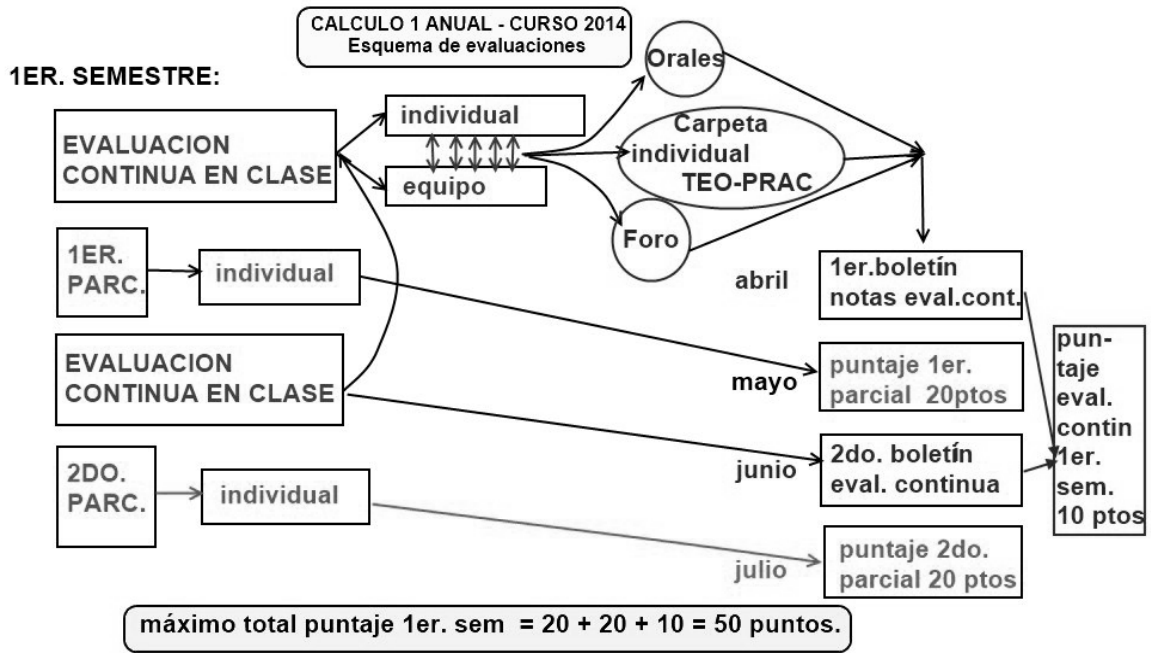 CALCULO 1 ANUAL - CURSO 2014
Esquema de evaluaciones
1ER. SEMESTRE:
EVALUACION
CONTINUA EN CLASE
individual
equipo
Orales
Carpeta
individual
TEO-PRAC
Foro
1ER.
PARC.
individual
abril
1er.boletín
notas eval.cont.
EVALUACION
CONTINUA EN CLASE
mayo
puntaje 1er.
parcial 20ptos
2DO.
PARC.
individual
junio
2do. boletín
eval. continua
julio
puntaje 2do.
parcial 20 ptos
pun-
taje
eval.
contin
1er.
sem.
10 ptos
máximo total puntaje 1er. sem = 20 + 20 + 10 = 50 puntos.